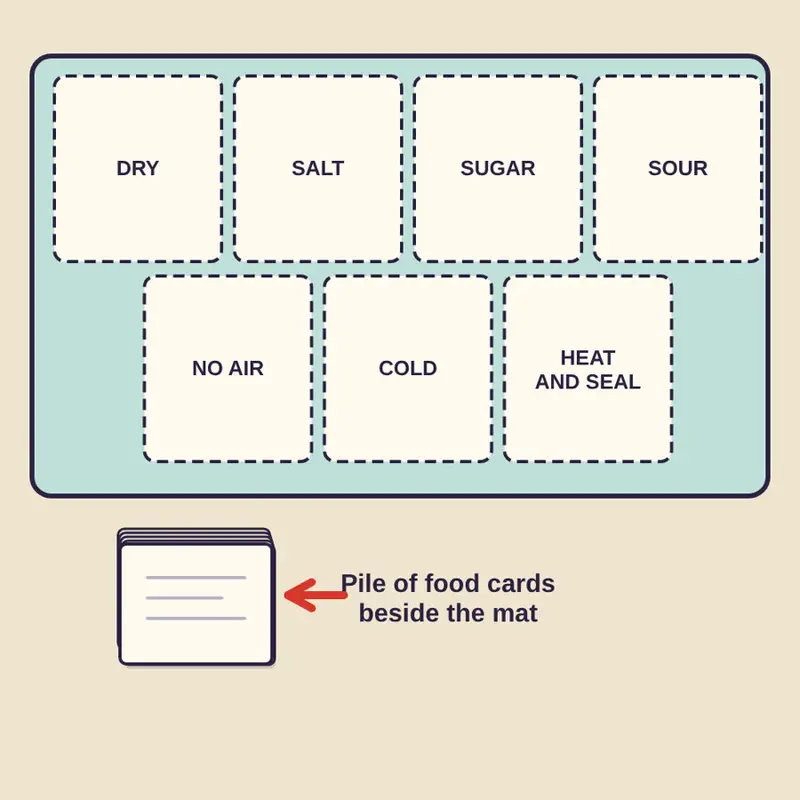 DRY
SALT
SUGAR
SOUR
NO AIR
COLD
HEAT
AND SEAL
Pile of food cards
beside the mat